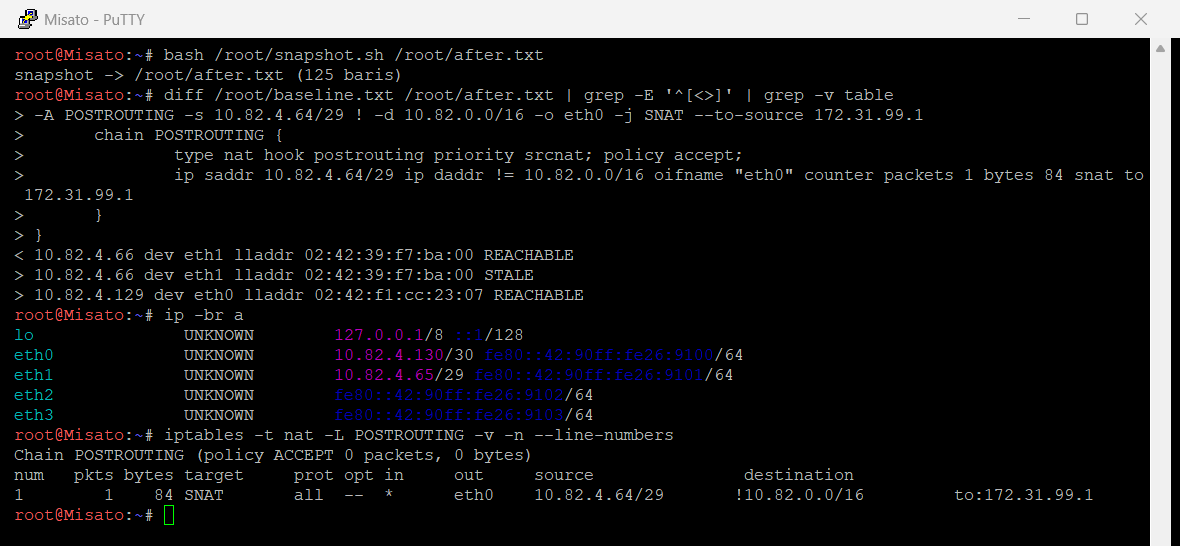 Misato - PuTTY
root@Misato:~# bash /root/snapshot.sh /root/after.txt
snapshot -> /root/after.txt (125 baris)
root@Misato:~# diff /root/baseline.txt /root/after.txt | grep -E '^[<>]' | grep -v table
> -A POSTROUTING -s 10.82.4.64/29 ! -d 10.82.0.0/16 -o eth0 -j SNAT --to-source 172.31.99.1
>       chain POSTROUTING {
>               type nat hook postrouting priority srcnat; policy accept;
>               ip saddr 10.82.4.64/29 ip daddr != 10.82.0.0/16 oifname "eth0" counter packets 1 bytes 84 snat to
 172.31.99.1
>       }
> }
< 10.82.4.66 dev eth1 lladdr 02:42:39:f7:ba:00 REACHABLE
> 10.82.4.66 dev eth1 lladdr 02:42:39:f7:ba:00 STALE
> 10.82.4.129 dev eth0 lladdr 02:42:f1:cc:23:07 REACHABLE
root@Misato:~# ip -br a
lo               UNKNOWN        127.0.0.1/8 ::1/128
eth0             UNKNOWN        10.82.4.130/30 fe80::42:90ff:fe26:9100/64
eth1             UNKNOWN        10.82.4.65/29 fe80::42:90ff:fe26:9101/64
eth2             UNKNOWN        fe80::42:90ff:fe26:9102/64
eth3             UNKNOWN        fe80::42:90ff:fe26:9103/64
root@Misato:~# iptables -t nat -L POSTROUTING -v -n --line-numbers
Chain POSTROUTING (policy ACCEPT 0 packets, 0 bytes)
num   pkts bytes target     prot opt in     out     source               destination
1        1    84 SNAT       all  --  *      eth0    10.82.4.64/29       !10.82.0.0/16         to:172.31.99.1
root@Misato:~#